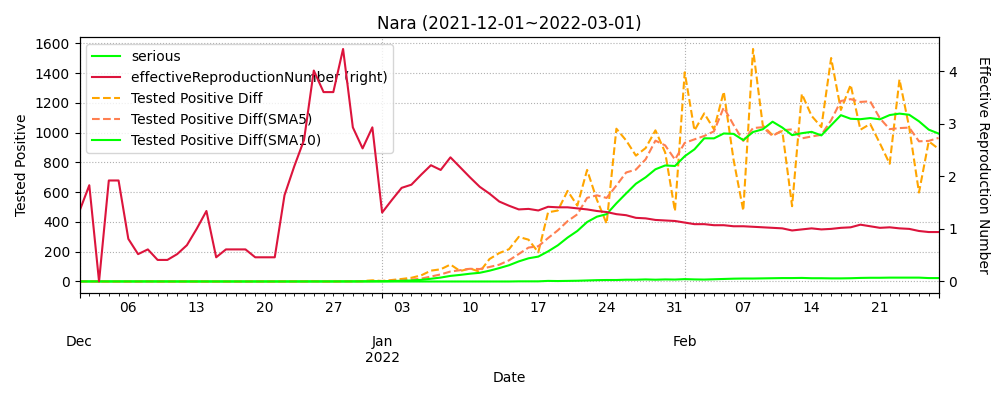 Nara (2021-12-01~2022-03-01)
1600
1400
1200
1000
800
600
400
200
0
Tested Positive
serious
effectiveReproductionNumber (right)
Tested Positive Diff
Tested Positive Diff(SMA5)
Tested Positive Diff(SMA10)
4
3
2
1
0
Effective Reproduction Number
06 13 20 27 03 10 17 24 31 07 14 21
Dec Jan Feb
2022
Date